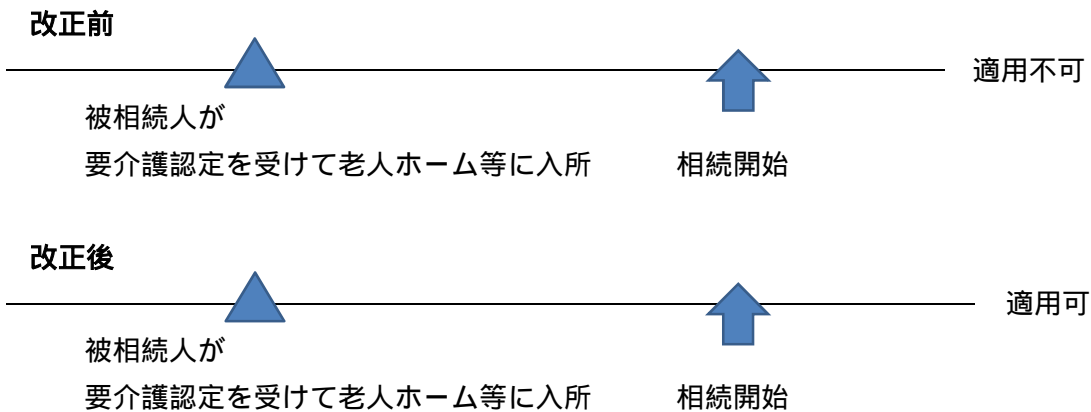 改正前
適用不可
被相続人が
要介護認定を受けて老人ホーム等に入所
相続開始
改正後
適用可
被相続人が
要介護認定を受けて老人ホーム等に入所
相続開始